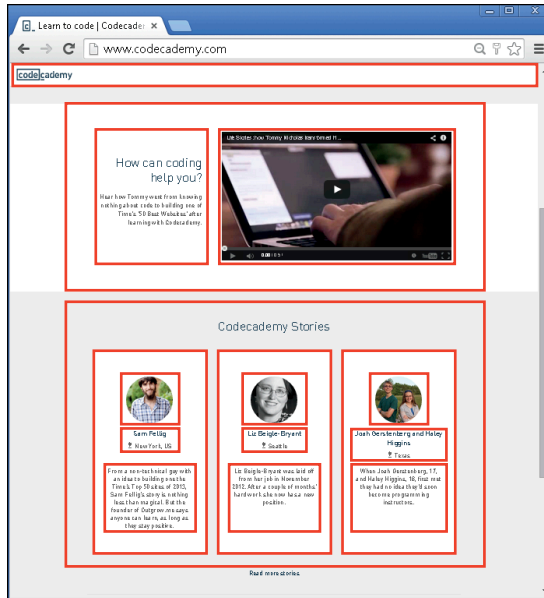 Learn to code | Codecader
www.codecademy.com
codecademy
How can coding
help you?
Hear how Tommy went from knowing
nothing about code to building one of
Time's '50 Best Websites' after
learning with Codecademy.
Codecademy Stories
Sam Fellig
New York, US
From a non-technical guy with
an idea to building one the
Time's Top 50 sites of 2013,
Sam Fellig's story is nothing
less than magical. But the
founder of Outgrow.me says
anyone can learn, as long as
they stay positive.
Liz Beigle-Bryant
Seattle
Liz Beigle-Bryant was laid off
from her job in November
2012. After a couple of months'
hard work she now has a new
position.
Joah Gerstenberg and Haley
Higgins
Texas
When Joah Gerstenburg, 17,
and Haley Higgins, 18, first met
they had no idea they'd soon
become programming
instructors.
Read more stories